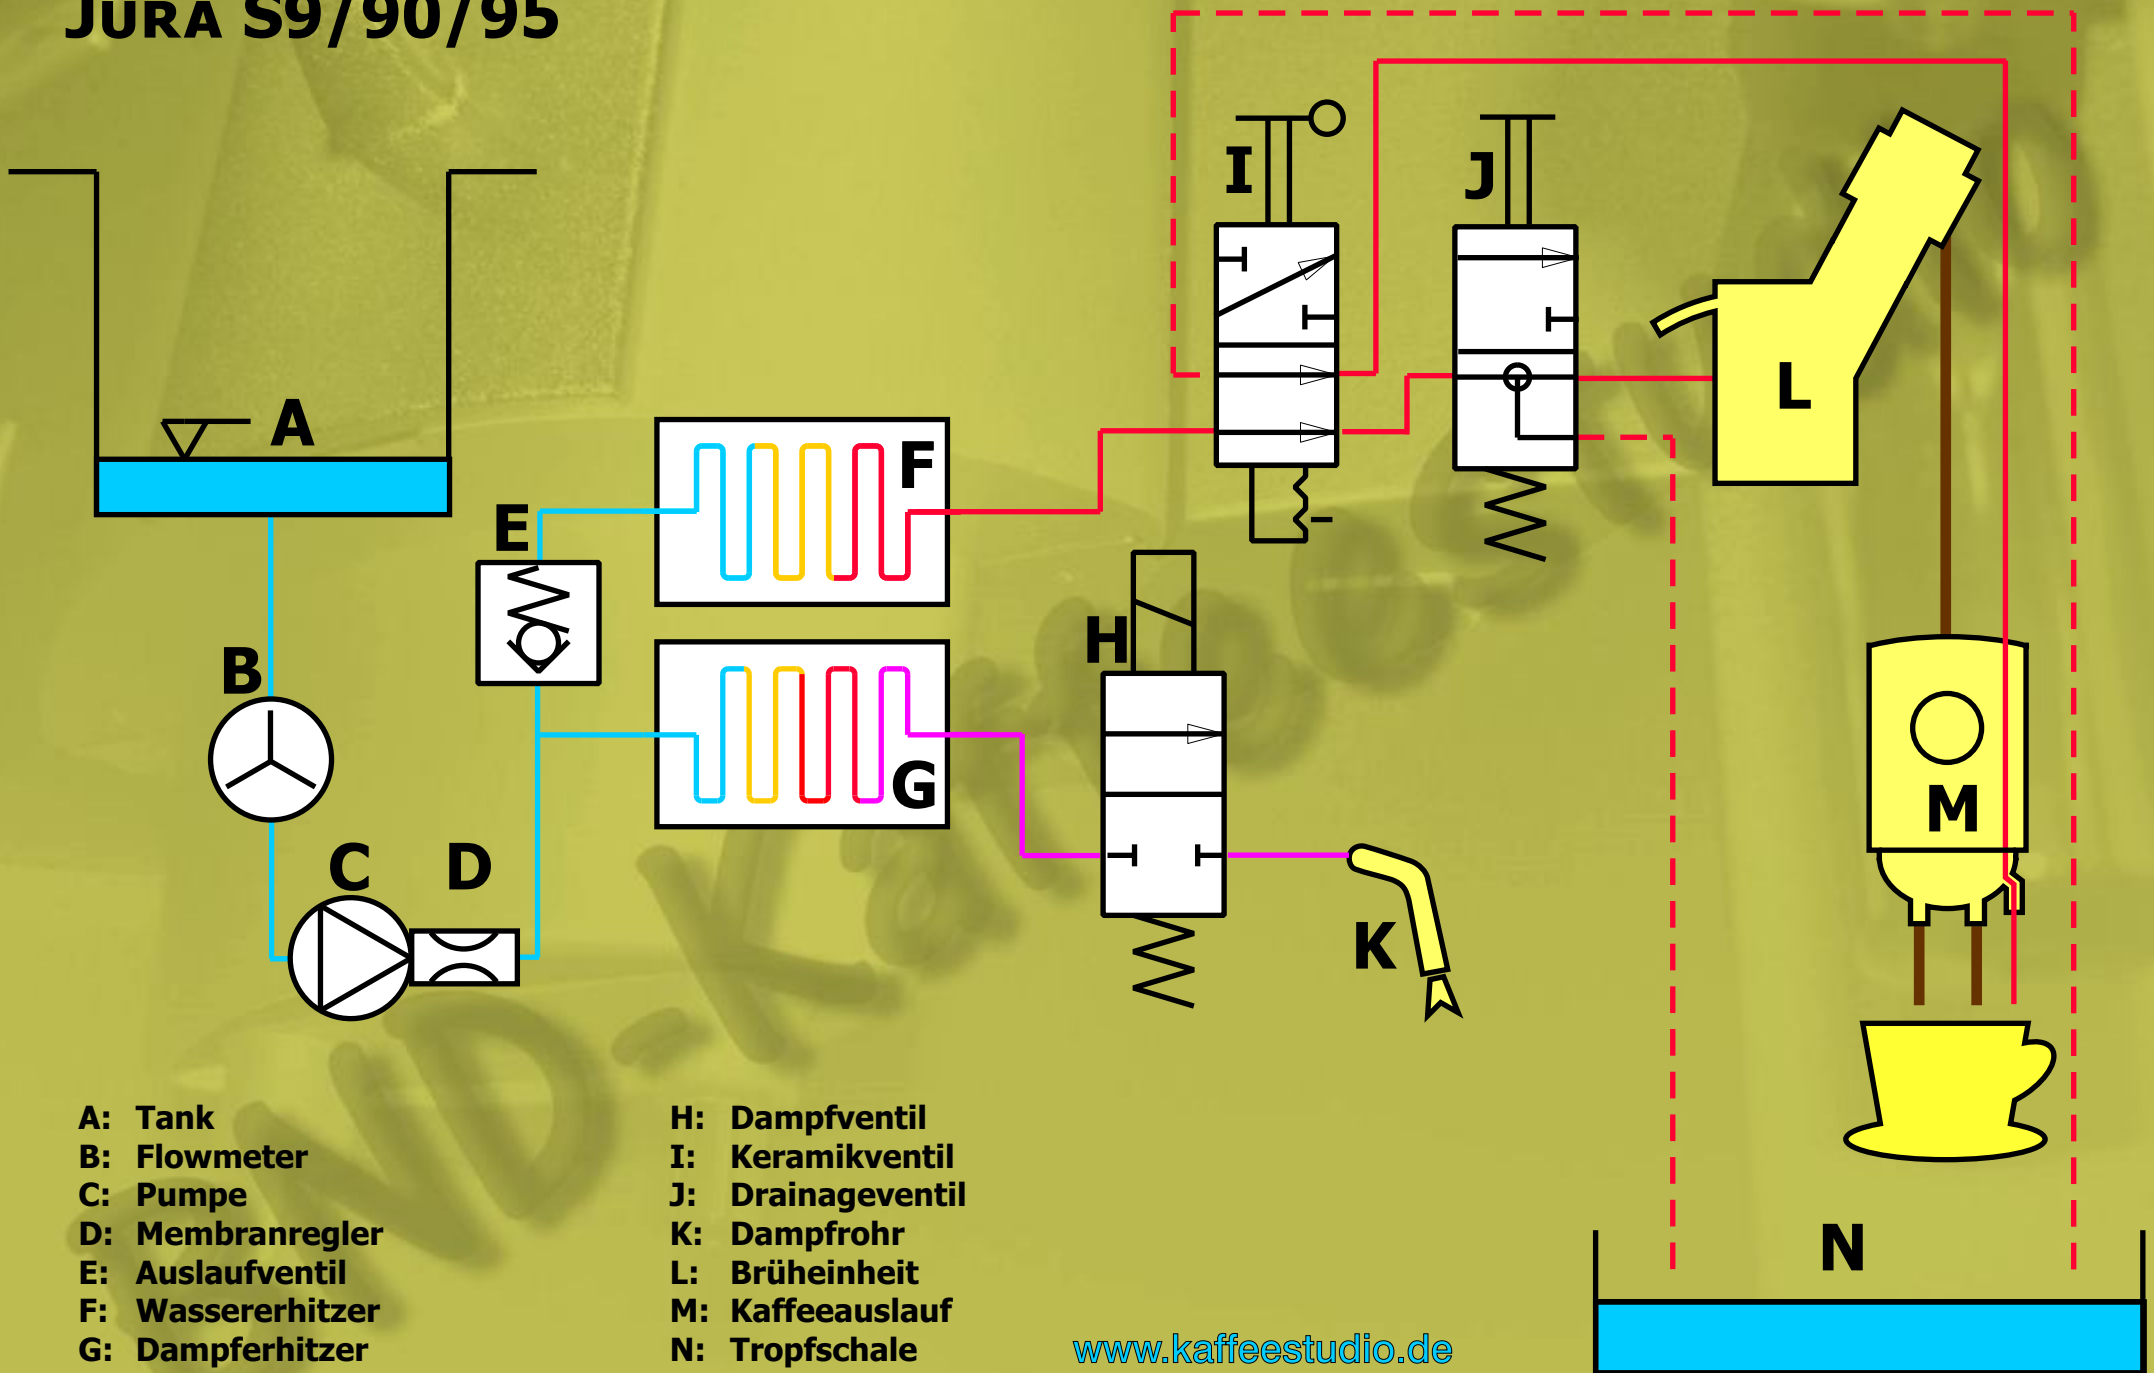 JURA S9/90/95
A
B
C
D
E
F
G
H
I
J
K
L
M
N
A: Tank
B: Flowmeter
C: Pumpe
D: Membranregler
E: Auslaufventil
F: Wassererhitzer
G: Dampferhitzer
H: Dampfventil
I: Keramikventil
J: Drainageventil
K: Dampfrohr
L: Brüheinheit
M: Kaffeeauslauf
N: Tropfschale
www.kaffeestudio.de